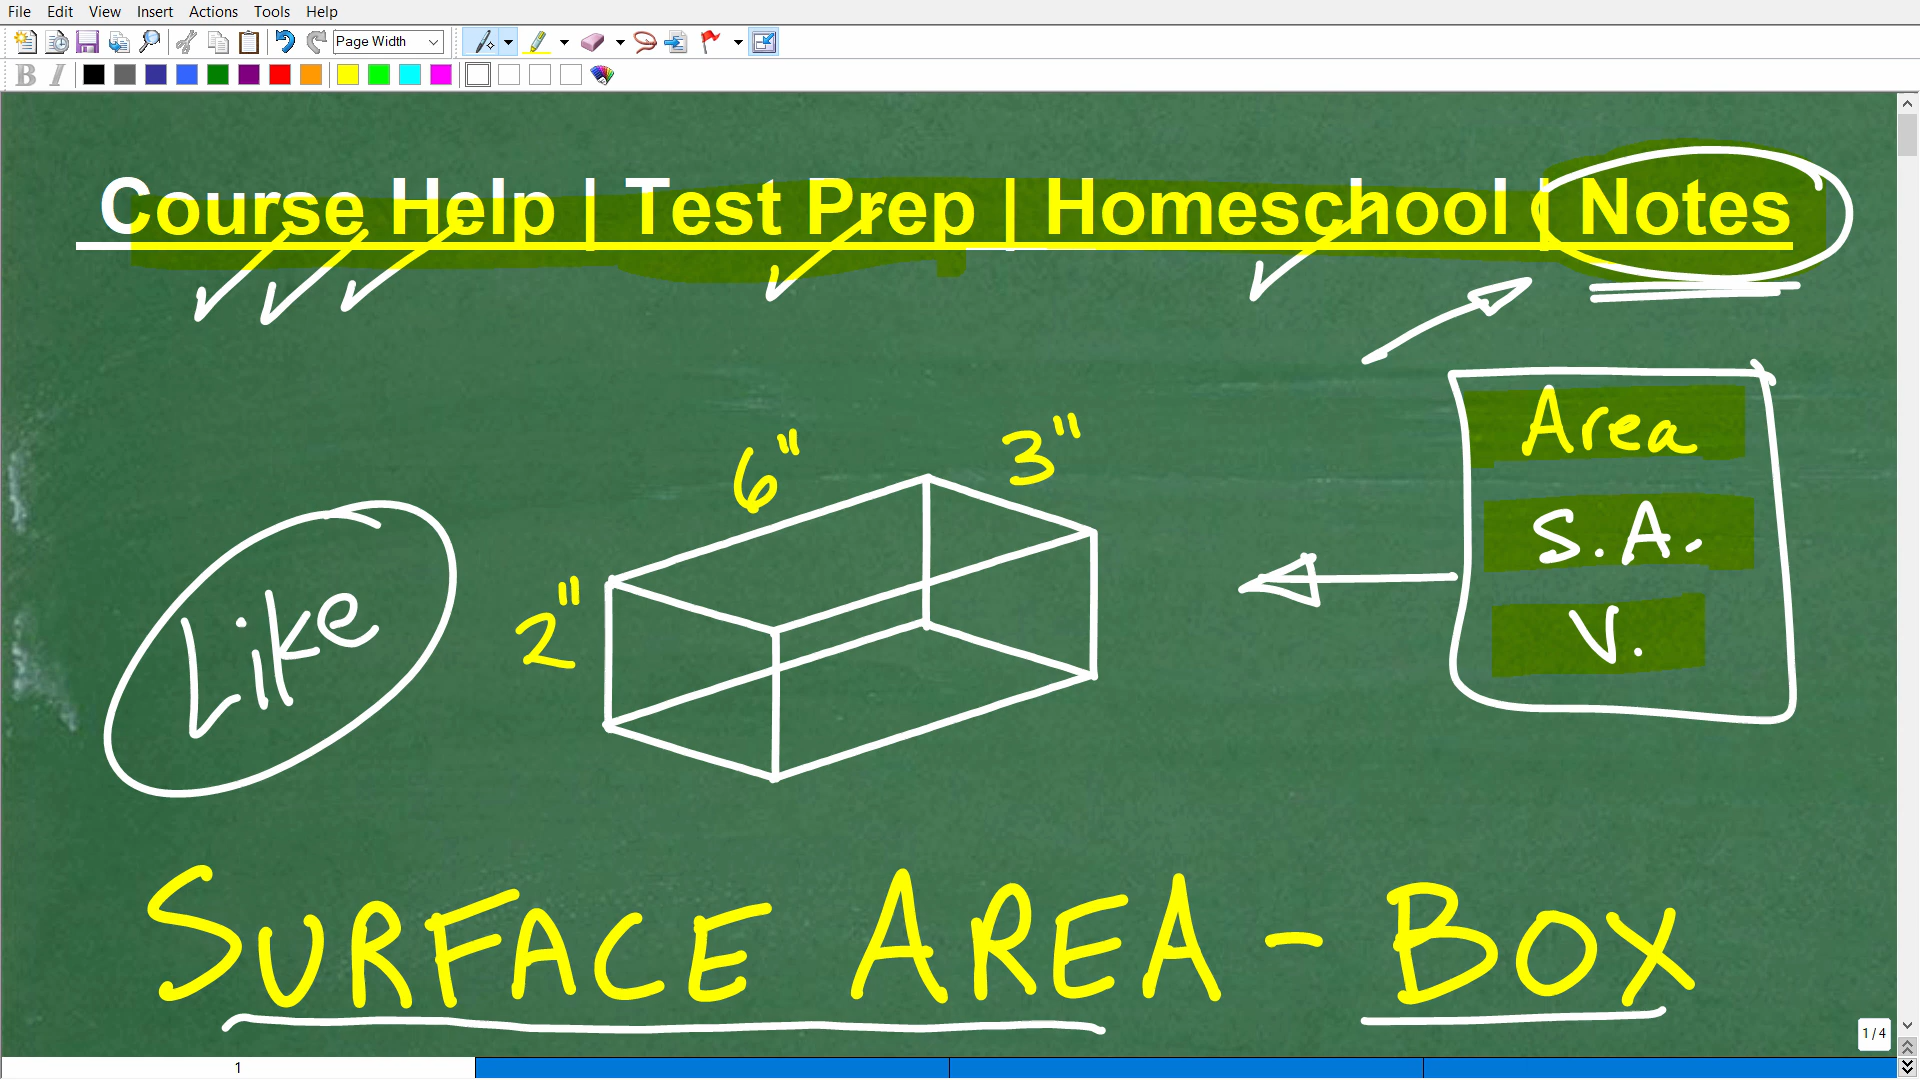 File Edit View Insert Actions Tools Help
Page Width
B I
Course Help | Test Prep | Homeschool | Notes
6" 3"
2"
Like
Area
S.A.
V.
SURFACE AREA - BOX
1 / 4
1